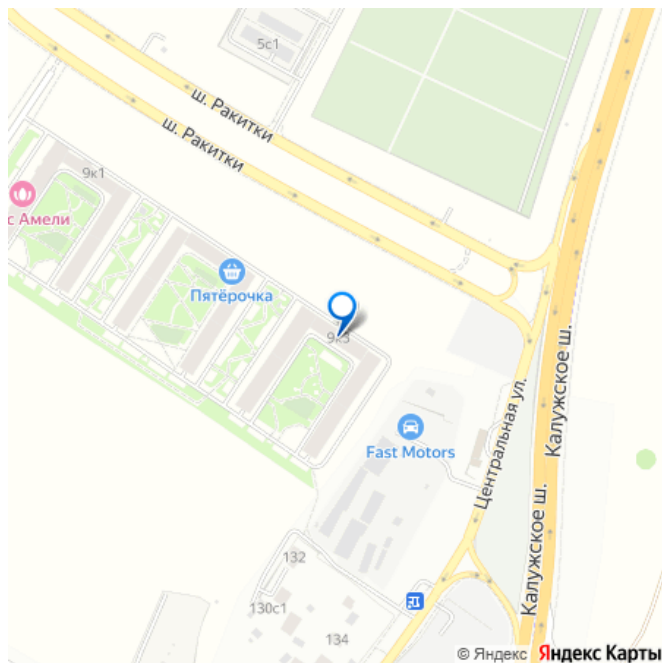 5с1
ш. Ракитки
ш. Ракитки
9к1
с Амели
Пятёрочка
9к3
Калужское ш.
Центральная ул.
Fast Motors
Калужское ш.
132
130с1
134
© Яндекс Яндекс Карты